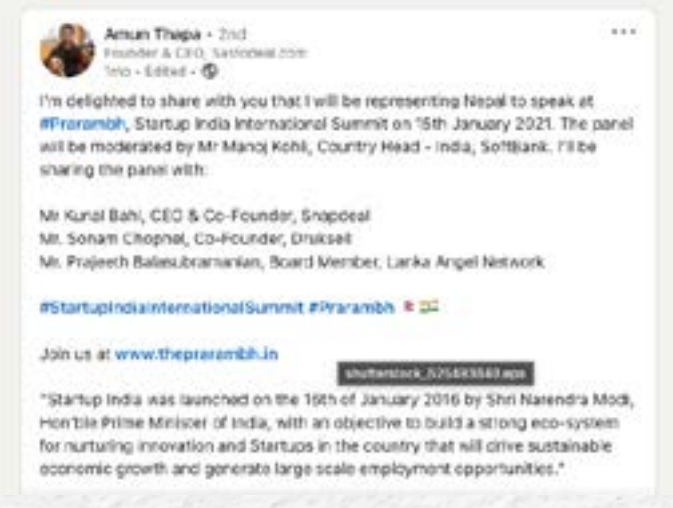 Amun Thapa • 2nd
Founder & CEO, Sastodeal.com
1mo • Edited •
I'm delighted to share with you that I will be representing Nepal to speak at
#Prarambh, Startup India International Summit on 15th January 2021. The panel
will be moderated by Mr Manoj Kohli, Country Head - India, SoftBank. I'll be
sharing the panel with:
Mr Kunal Bahl, CEO & Co-Founder, Snapdeal
Mr. Sonam Chophel, Co-Founder, Druksell
Mr. Prajeeth Balasubramanian, Board Member, Lanka Angel Network
#StartupIndiaInternationalSummit #Prarambh
Join us at www.theprarambh.in
"Startup India was launched on the 16th of January 2016 by Shri Narendra Modi,
Hon'ble Prime Minister of India, with an objective to build a strong eco-system
for nurturing innovation and Startups in the country that will drive sustainable
economic growth and generate large scale employment opportunities."